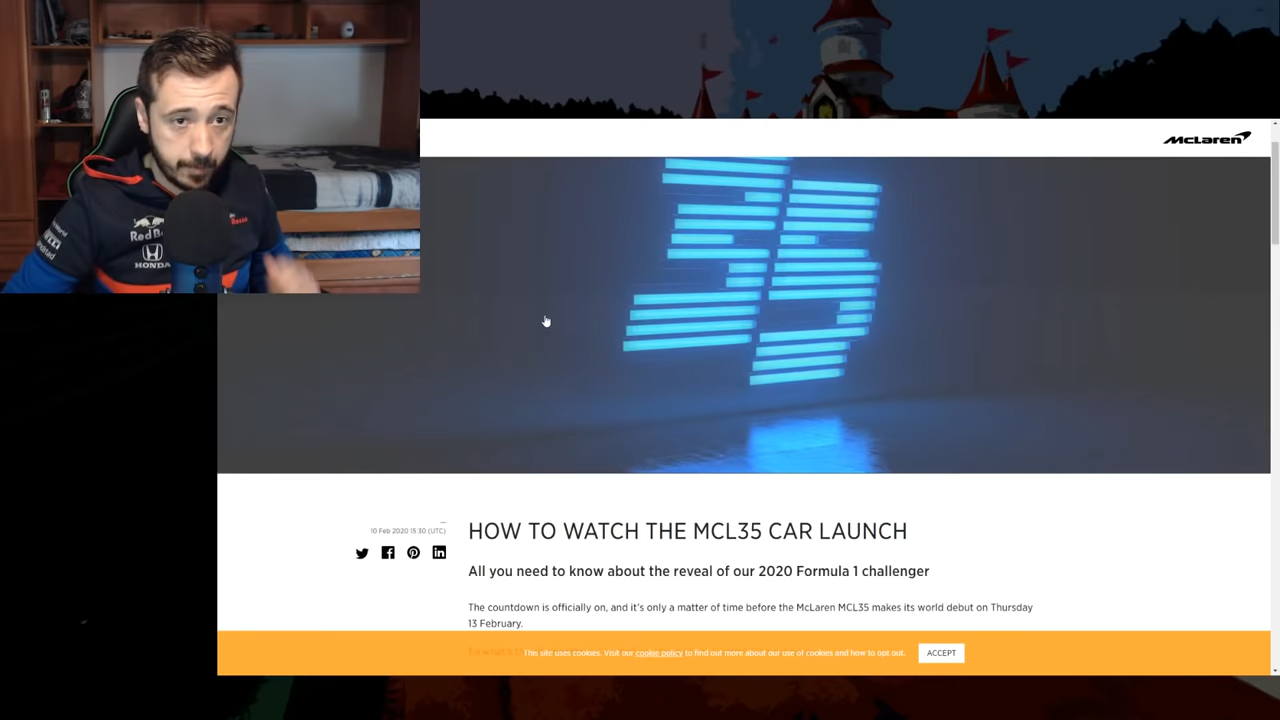 McLaren
35
Red B
HONDA
10 Feb 2020 15:30 (UTC)
HOW TO WATCH THE MCL35 CAR LAUNCH
All you need to know about the reveal of our 2020 Formula 1 challenger
The countdown is officially on, and it's only a matter of time before the McLaren MCL35 makes its world debut on Thursday
13 February.
This site uses cookies. Visit our cookie policy to find out more about our use of cookies and how to opt out.
ACCEPT